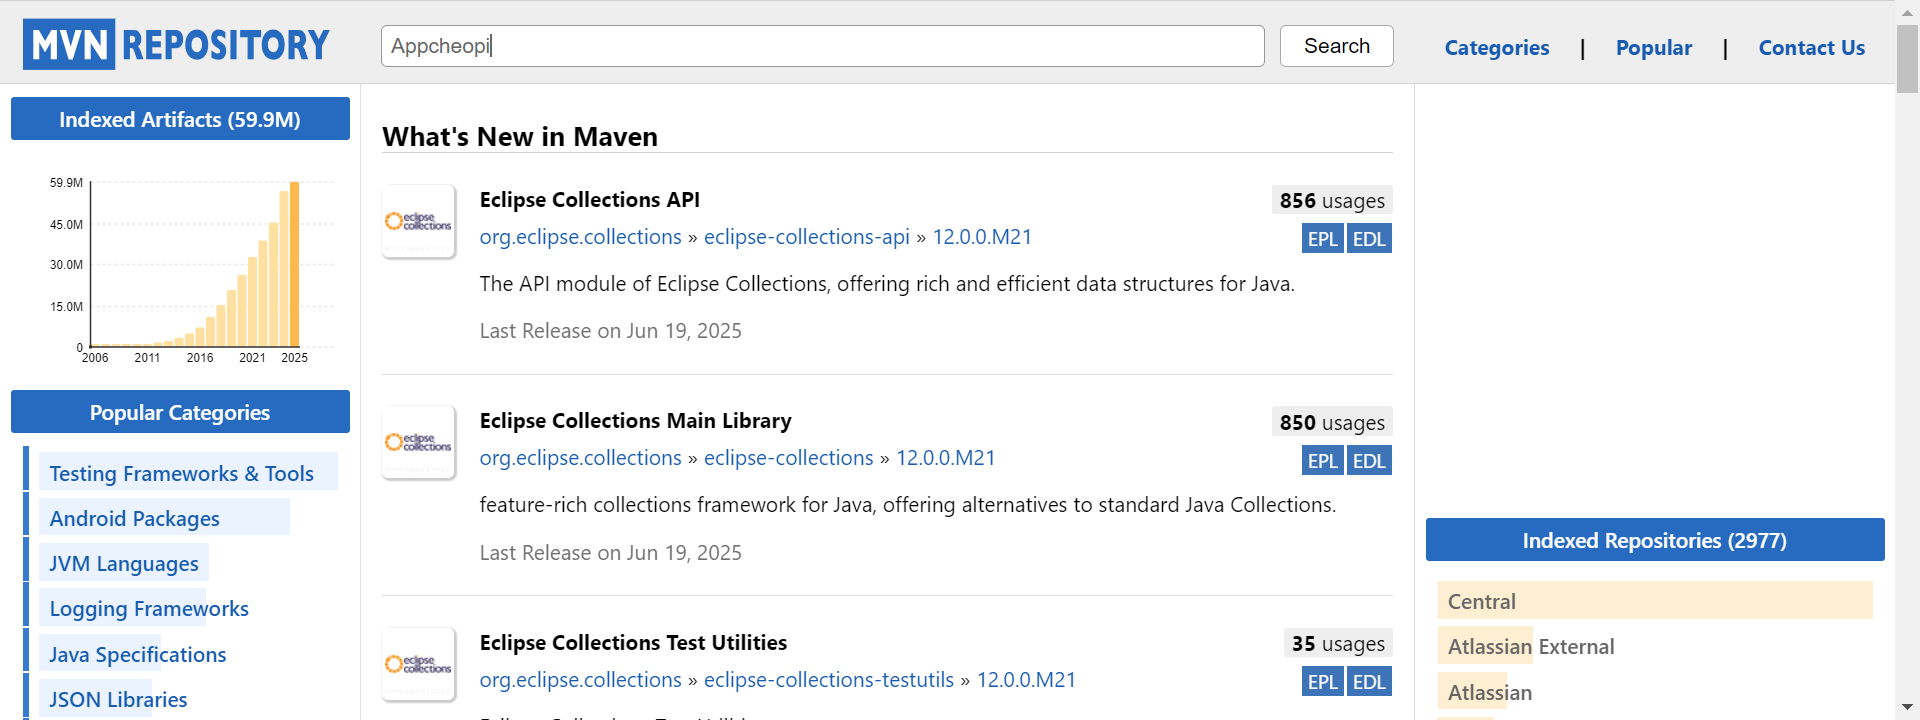 MVN REPOSITORY
Appcheopi
Search
Categories | Popular | Contact Us
Indexed Artifacts (59.9M)
59.9M
45.0M
30.0M
15.0M
0
2006 2011 2016 2021 2025
Popular Categories
Testing Frameworks & Tools
Android Packages
JVM Languages
Logging Frameworks
Java Specifications
JSON Libraries
What's New in Maven
eclipse collections
Eclipse Collections API
856 usages
org.eclipse.collections » eclipse-collections-api » 12.0.0.M21
EPL EDL
The API module of Eclipse Collections, offering rich and efficient data structures for Java.
Last Release on Jun 19, 2025
eclipse collections
Eclipse Collections Main Library
850 usages
org.eclipse.collections » eclipse-collections » 12.0.0.M21
EPL EDL
feature-rich collections framework for Java, offering alternatives to standard Java Collections.
Last Release on Jun 19, 2025
eclipse collections
Eclipse Collections Test Utilities
35 usages
org.eclipse.collections » eclipse-collections-testutils » 12.0.0.M21
EPL EDL
Indexed Repositories (2977)
Central
Atlassian External
Atlassian